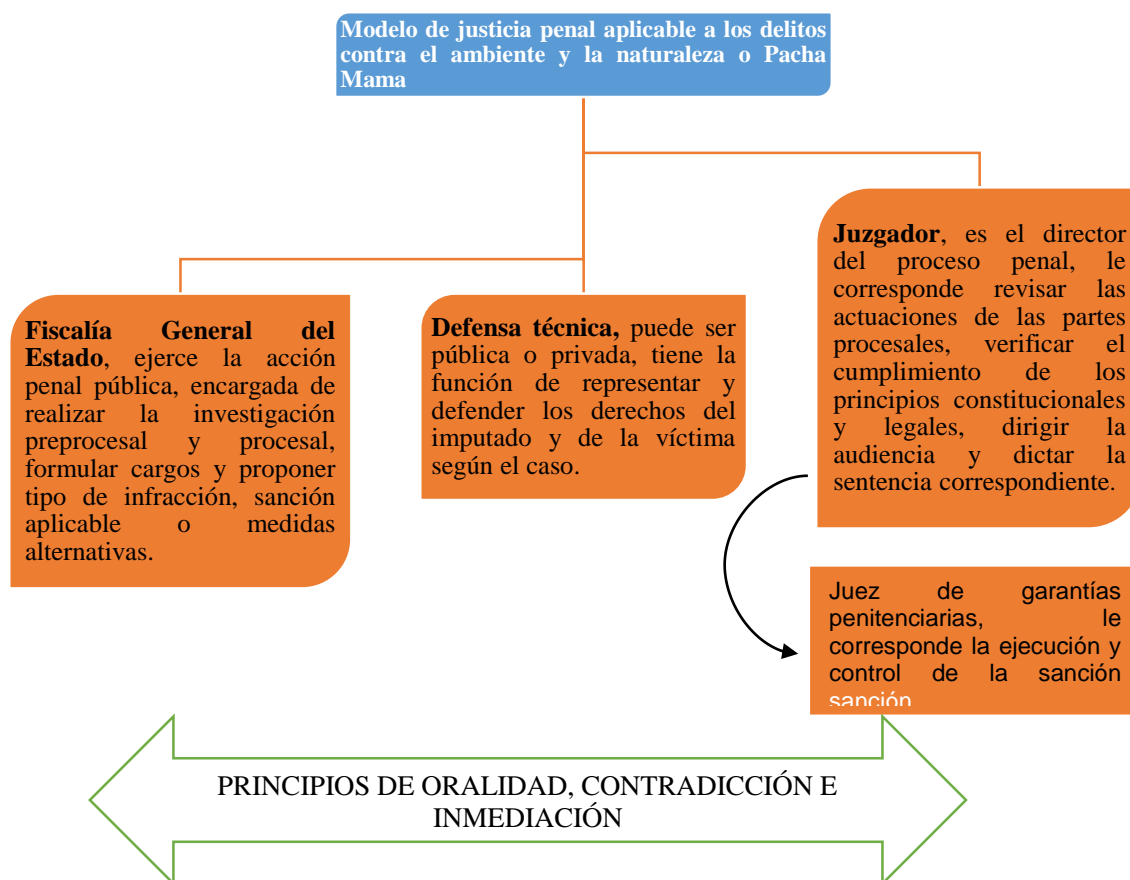 Modelo de justicia penal aplicable a los delitos
contra el ambiente y la naturaleza o Pacha
Mama
Fiscalía General del
Estado, ejerce la acción
penal pública, encargada de
realizar la investigación
preprocesal y procesal,
formular cargos y proponer
tipo de infracción, sanción
aplicable o medidas
alternativas.
Defensa técnica, puede ser
pública o privada, tiene la
función de representar y
defender los derechos del
imputado y de la víctima
según el caso.
Juzgador, es el director
del proceso penal, le
corresponde revisar las
actuaciones de las partes
procesales, verificar el
cumplimiento de los
principios constitucionales
y legales, dirigir la
audiencia y dictar la
sentencia correspondiente.
Juez de garantías
penitenciarias, le
corresponde la ejecución y
control de la sanción
sanción
PRINCIPIOS DE ORALIDAD, CONTRADICCIÓN E
INMEDIACIÓN